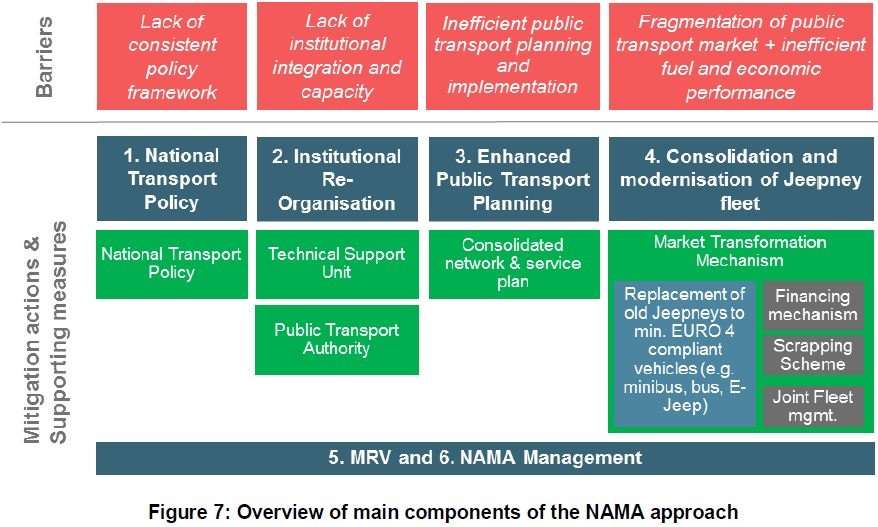 Barriers
Lack of
consistent
policy
framework
Lack of
institutional
integration and
capacity
Inefficient public
transport planning
and
implementation
Fragmentation of public
transport market + inefficient
fuel and economic
performance
Mitigation actions &
Supporting measures
1. National
Transport
Policy
2. Institutional
Re-
Organisation
3. Enhanced
Public Transport
Planning
4. Consolidation and
modernisation of Jeepney
fleet
National Transport
Policy
Technical Support
Unit
Public Transport
Authority
Consolidated
network & service
plan
Market Transformation
Mechanism
Replacement of
old Jeepneys to
min. EURO 4
compliant
vehicles (e.g.
minibus, bus, E-
Jeep)
Financing
mechanism
Scrapping
Scheme
Joint Fleet
mgmt.
5. MRV and 6. NAMA Management
Figure 7: Overview of main components of the NAMA approach